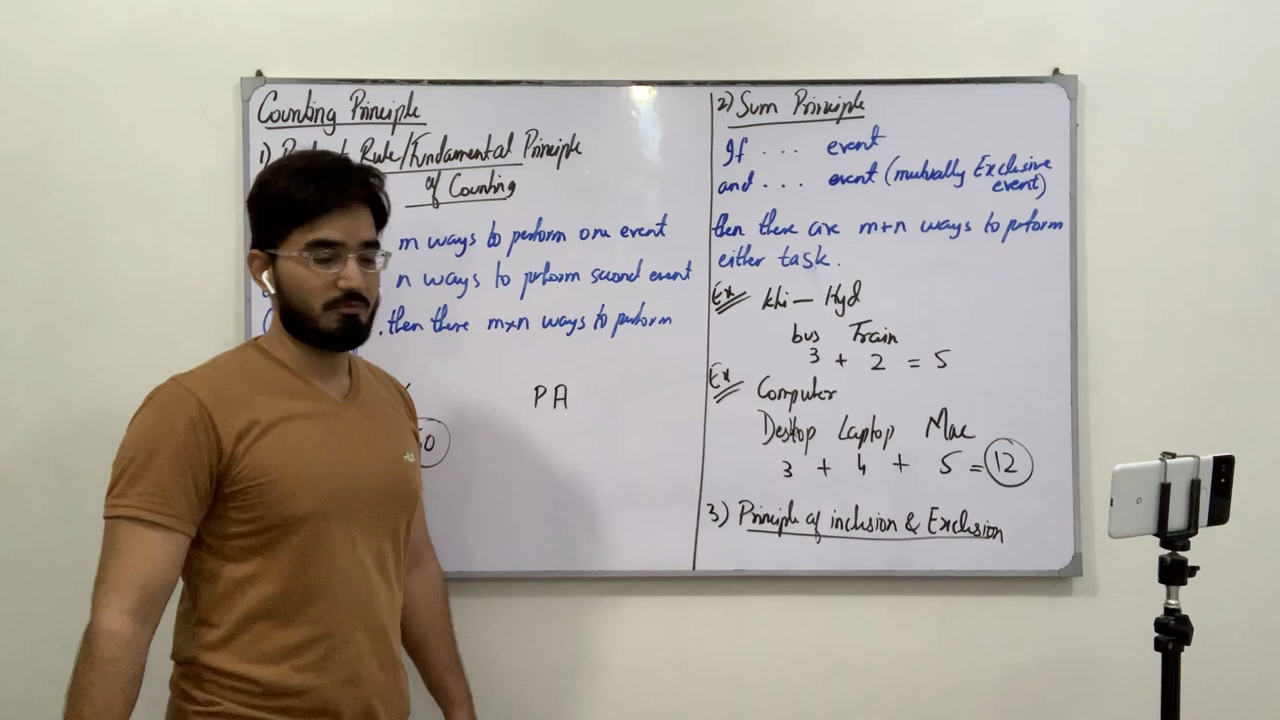 Counting Principle
1) Rule/Fundamental Principle
of Counting
m ways to perform one event
n ways to perform second event
. then there m×n ways to perform
P A
2) Sum Principle
If ... event
and ... event (mutually Exclusive
event)
then there are m+n ways to perform
either task.
Ex khi – Hyd
bus Train
3 + 2 = 5
Ex Computer
Desktop Laptop Mac
3 + 4 + 5 = 12
3) Principle of inclusion & Exclusion